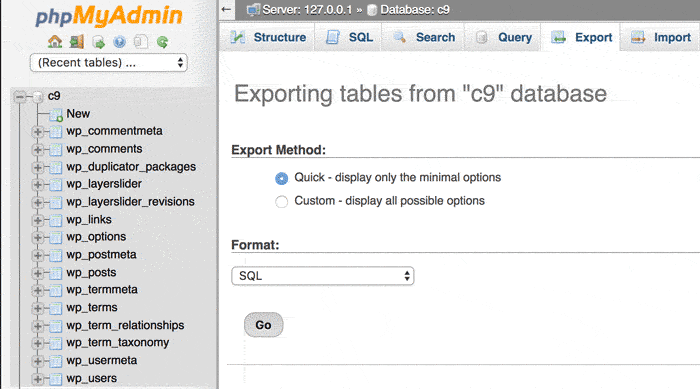 phpMyAdmin
(Recent tables) ...
c9
New
wp_commentmeta
wp_comments
wp_duplicator_packages
wp_layerslider
wp_layerslider_revisions
wp_links
wp_options
wp_postmeta
wp_posts
wp_termmeta
wp_terms
wp_term_relationships
wp_term_taxonomy
wp_usermeta
wp_users
Server: 127.0.0.1 » Database: c9
Structure SQL Search Query Export Import
Exporting tables from "c9" database
Export Method:
Quick - display only the minimal options
Custom - display all possible options
Format:
SQL
Go